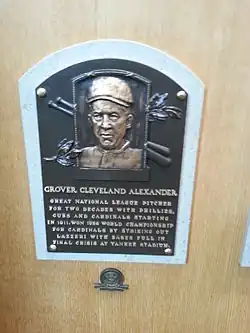 GROVER CLEVELAND ALEXANDER
GREAT NATIONAL LEAGUE PITCHER
FOR TWO DECADES WITH PHILLIES,
CUBS AND CARDINALS STARTING
IN 1911. WON 1926 WORLD CHAMPIONSHIP
FOR CARDINALS BY STRIKING OUT
LAZZERI WITH BASES FULL IN
FINAL CRISIS AT YANKEE STADIUM.